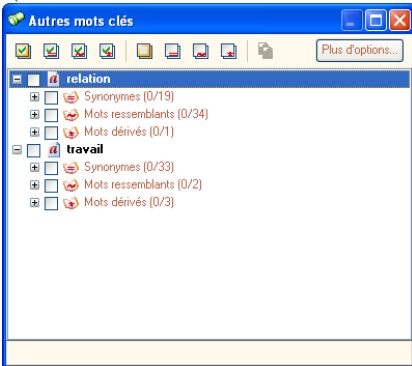 Autres mots clés
Plus d'options...
relation
Synonymes (0/19)
Mots ressemblants (0/34)
Mots dérivés (0/1)
travail
Synonymes (0/33)
Mots ressemblants (0/2)
Mots dérivés (0/3)